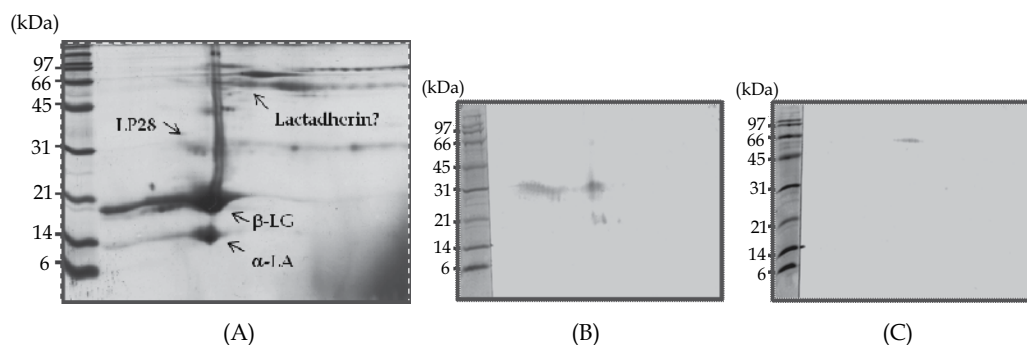 (kDa)
97
66
45
31
21
14
6
LP28
Lactadherin?
β-LG
α-LA
(A)
(kDa)
97
66
45
31
21
14
6
(B)
(kDa)
97
66
45
31
21
14
6
(C)